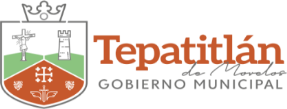 Tepatitlán
de Morelos
GOBIERNO MUNICIPAL